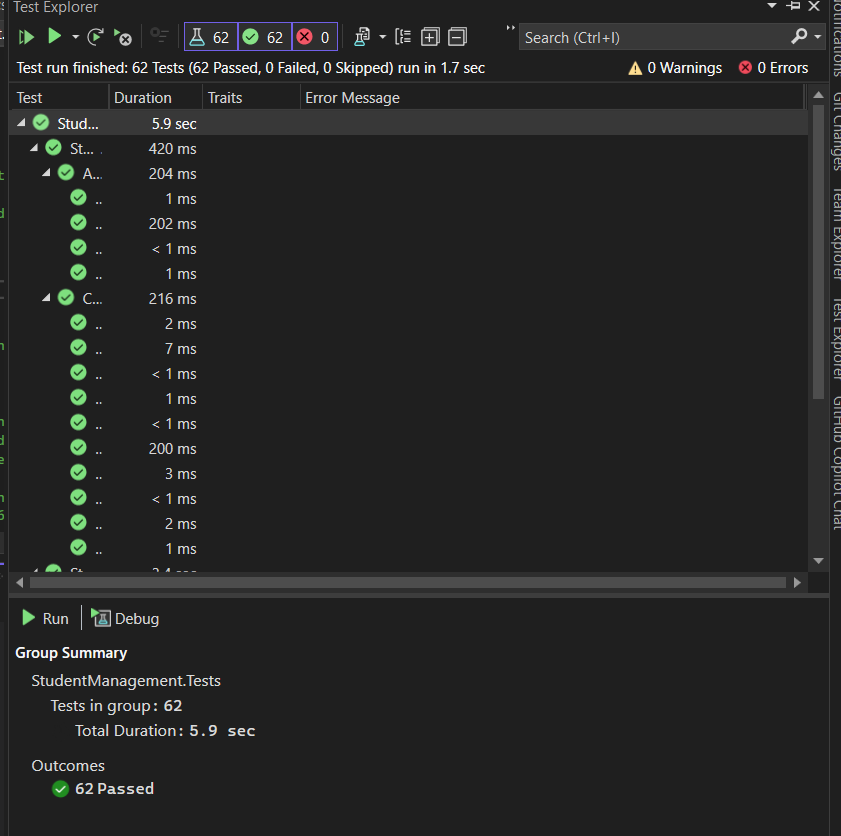 Test Explorer
62 62 0
Search (Ctrl+I)
Test run finished: 62 Tests (62 Passed, 0 Failed, 0 Skipped) run in 1.7 sec
0 Warnings 0 Errors
Test Duration Traits Error Message
Stud... 5.9 sec
St... 420 ms
A... 204 ms
.. 1 ms
.. 202 ms
.. < 1 ms
.. 1 ms
C... 216 ms
.. 2 ms
.. 7 ms
.. < 1 ms
.. 1 ms
.. < 1 ms
.. 200 ms
.. 3 ms
.. < 1 ms
.. 2 ms
.. 1 ms
Run Debug
Group Summary
StudentManagement.Tests
Tests in group: 62
Total Duration: 5.9 sec
Outcomes
62 Passed
Notifications
Git Changes
Team Explorer
Test Explorer
GitHub Copilot Chat